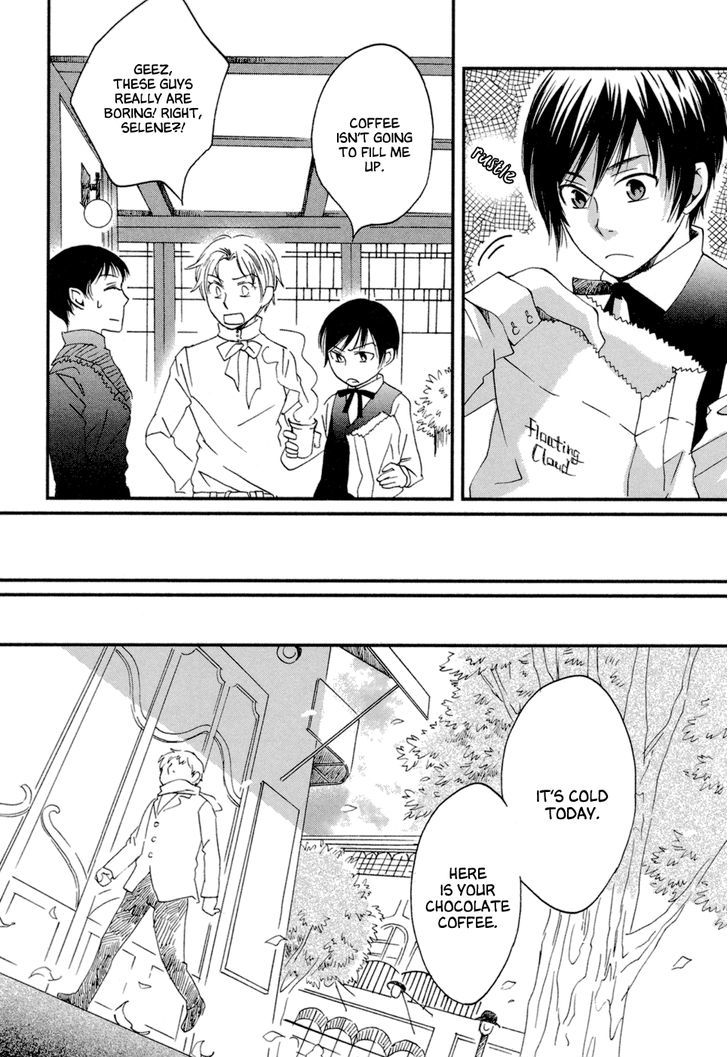 rustle
Floating
Cloud
COFFEE
ISN'T GOING
TO FILL ME
UP.
GEEZ,
THESE GUYS
REALLY ARE
BORING! RIGHT,
SELENE?!
IT'S COLD
TODAY.
HERE
IS YOUR
CHOCOLATE
COFFEE.